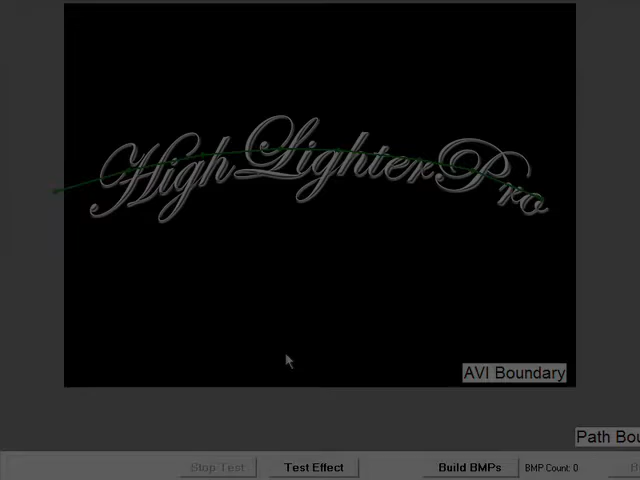 HighLighterPro
AVI Boundary
Path Bou
Stop Test
Test Effect
Build BMPs
BMP Count: 0
B